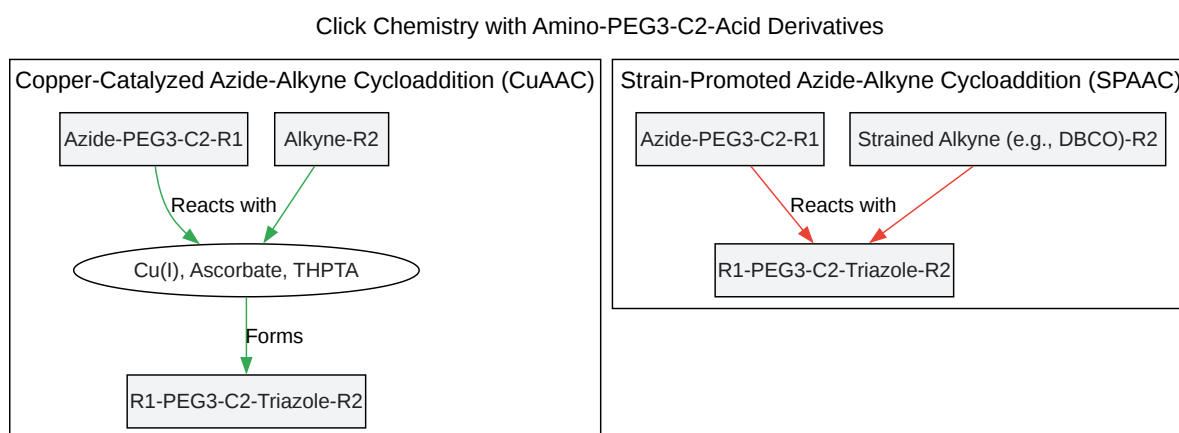 Click Chemistry with Amino-PEG3-C2-Acid Derivatives
Copper-Catalyzed Azide-Alkyne Cycloaddition (CuAAC)
Azide-PEG3-C2-R1
Alkyne-R2
Reacts with
Cu(I), Ascorbate, THPTA
Forms
R1-PEG3-C2-Triazole-R2
Strain-Promoted Azide-Alkyne Cycloaddition (SPAAC)
Azide-PEG3-C2-R1
Strained Alkyne (e.g., DBCO)-R2
Reacts with
R1-PEG3-C2-Triazole-R2